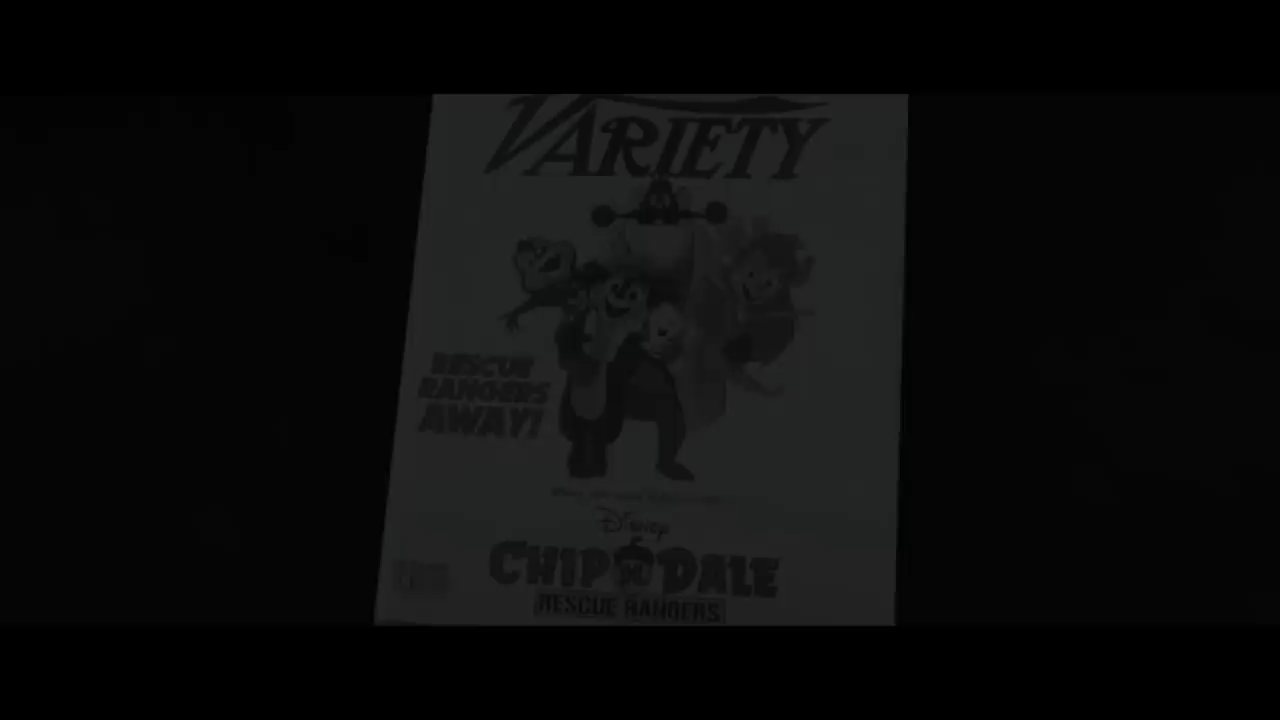 VARIETY
RESCUE
RANGERS
AWAY!
Disney
CHIP DALE
RESCUE RANGERS